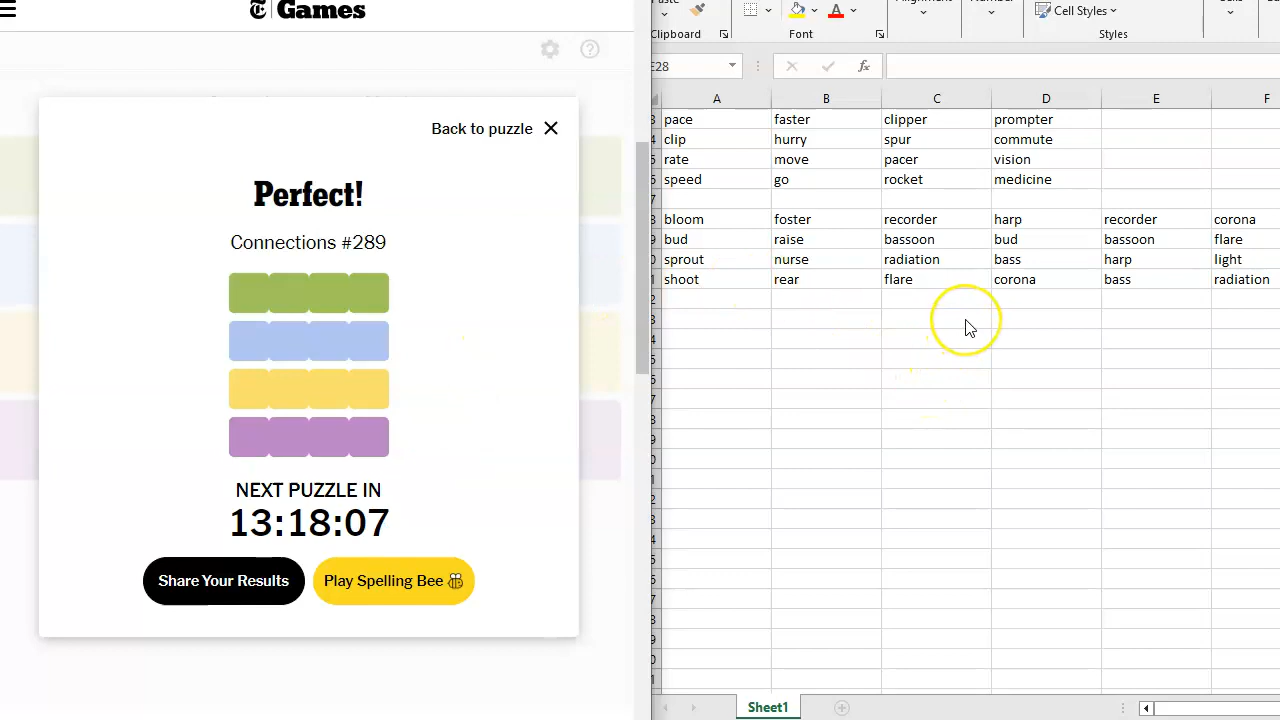 Games
Back to puzzle
Perfect!
Connections #289
NEXT PUZZLE IN
13:18:07
Share Your Results
Play Spelling Bee
Cell Styles
Clipboard
Font
Styles
E28
fx
A B C D E F
pace faster clipper prompter
clip hurry spur commute
rate move pacer vision
speed go rocket medicine
bloom foster recorder harp recorder corona
bud raise bassoon bud bassoon flare
sprout nurse radiation bass harp light
shoot rear flare corona bass radiation
Sheet1